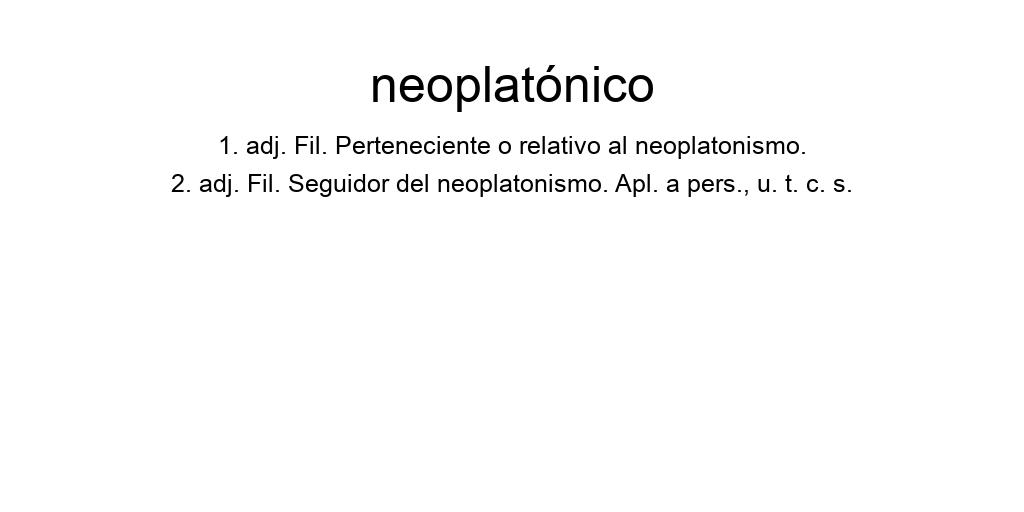 neoplatónico
1. adj. Fil. Perteneciente o relativo al neoplatonismo.
2. adj. Fil. Seguidor del neoplatonismo. Apl. a pers., u. t. c. s.